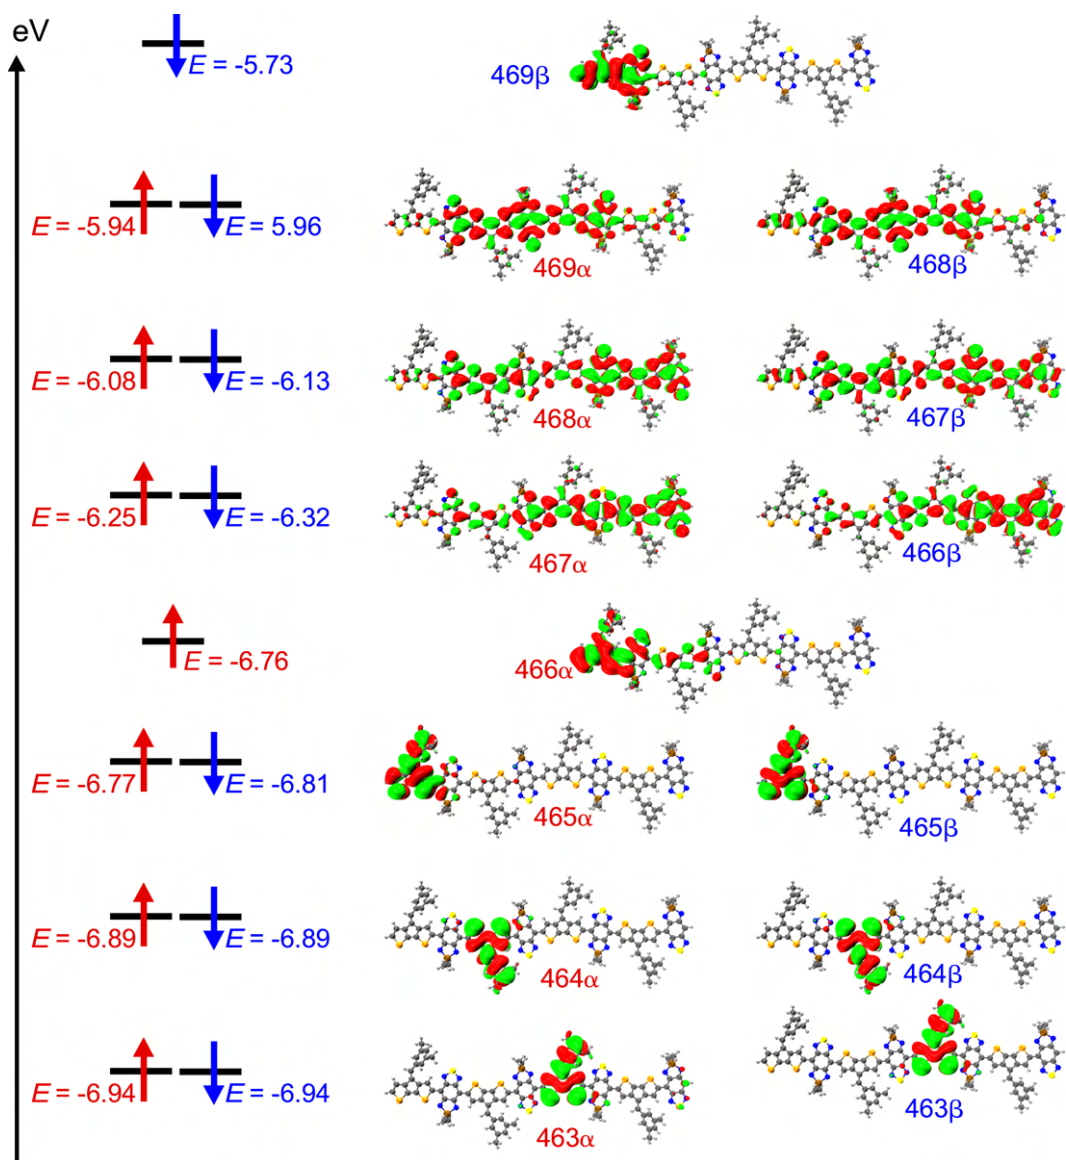 eV
E = -5.73
469β
E = -5.94
E = 5.96
469α
468β
E = -6.08
E = -6.13
468α
467β
E = -6.25
E = -6.32
467α
466β
E = -6.76
466α
E = -6.77
E = -6.81
465α
465β
E = -6.89
E = -6.89
464α
464β
E = -6.94
E = -6.94
463α
463β